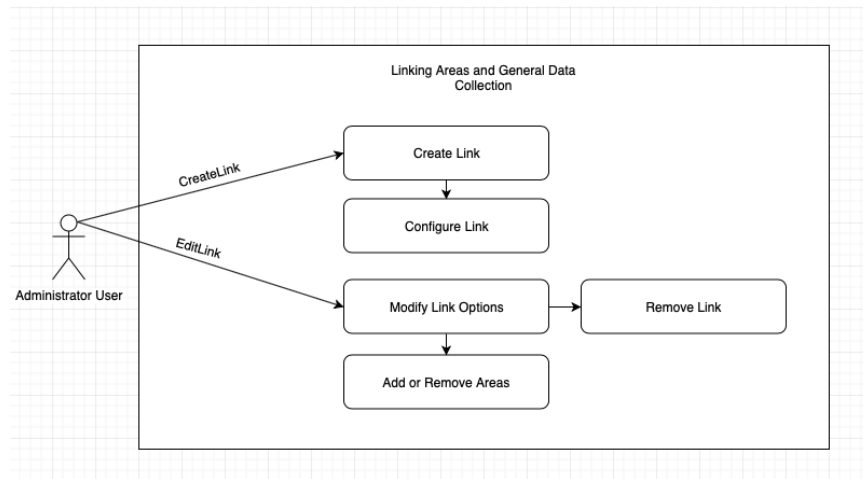 Linking Areas and General Data
Collection
CreateLink
Create Link
Configure Link
EditLink
Administrator User
Modify Link Options
Remove Link
Add or Remove Areas